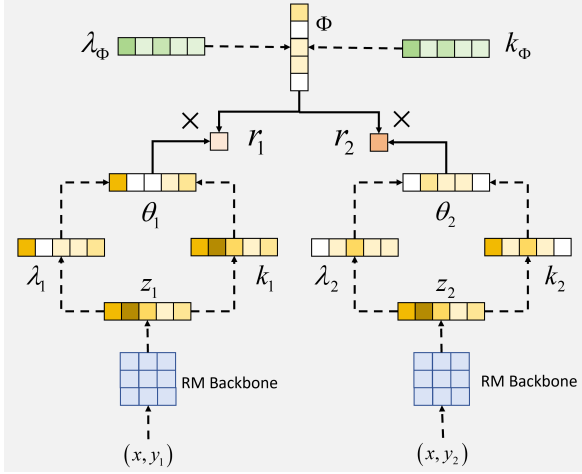 λ_Φ Φ k_Φ
× ×
r_1 r_2
θ_1 θ_2
λ_1 k_1 λ_2 k_2
z_1 z_2
RM Backbone RM Backbone
(x, y_1) (x, y_2)